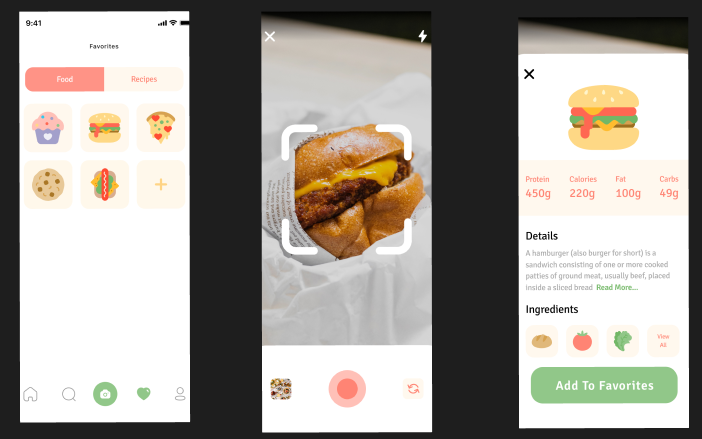 9:41
Favorites
Food
Recipes
Protein
Calories
Fat
Carbs
450g
220g
100g
49g
Details
A hamburger (also burger for short) is a
sandwich consisting of one or more cooked
patties of ground meat, usually beef, placed
inside a sliced bread Read More...
Ingredients
View
All
Add To Favorites